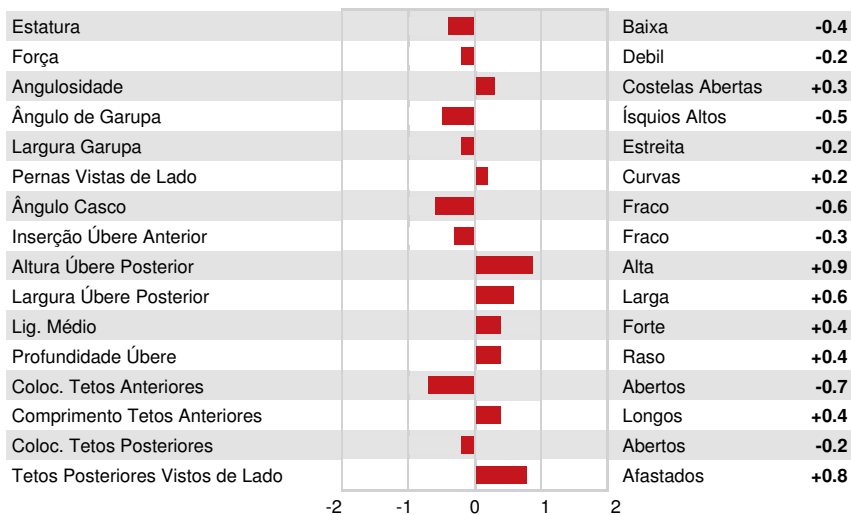 Estatura Baixa -0.4
Força Debil -0.2
Angulosidade Costelas Abertas +0.3
Ângulo de Garupa Ísquios Altos -0.5
Largura Garupa Estreita -0.2
Pernas Vistas de Lado Curvas +0.2
Ângulo Casco Fraco -0.6
Inserção Úbere Anterior Fraco -0.3
Altura Úbere Posterior Alta +0.9
Largura Úbere Posterior Larga +0.6
Lig. Médio Forte +0.4
Profundidade Úbere Raso +0.4
Coloc. Tetos Anteriores Abertos -0.7
Comprimento Tetos Anteriores Longos +0.4
Coloc. Tetos Posteriores Abertos -0.2
Tetos Posteriores Vistos de Lado Afastados +0.8
-2 -1 0 1 2